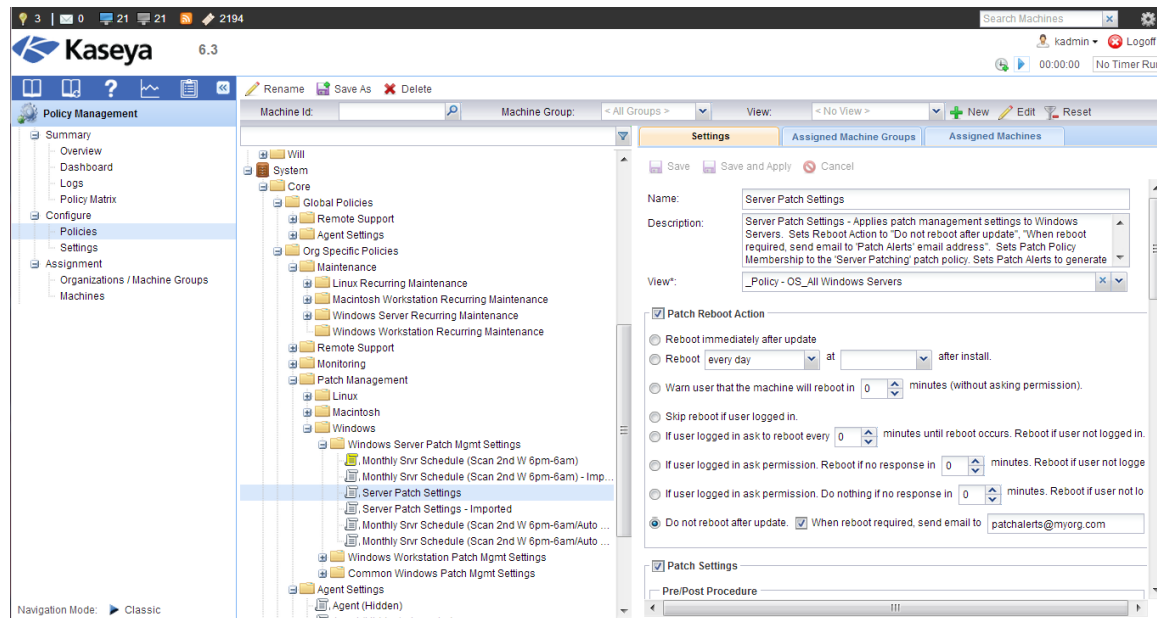 3 0 21 21 2194 Search Machines
Kaseya 6.3
kadmin Logoff
00:00:00 No Timer Run
Rename Save As Delete
Machine Id: Machine Group: < All Groups > View: < No View > New Edit Reset
Policy Management
Summary
Overview
Dashboard
Logs
Policy Matrix
Configure
Policies
Settings
Assignment
Organizations / Machine Groups
Machines
Navigation Mode: Classic
Will
System
Core
Global Policies
Remote Support
Agent Settings
Org Specific Policies
Maintenance
Linux Recurring Maintenance
Macintosh Workstation Recurring Maintenance
Windows Server Recurring Maintenance
Windows Workstation Recurring Maintenance
Remote Support
Monitoring
Patch Management
Linux
Macintosh
Windows
Windows Server Patch Mgmt Settings
Monthly Srvr Schedule (Scan 2nd W 6pm-6am)
Monthly Srvr Schedule (Scan 2nd W 6pm-6am) - Imp...
Server Patch Settings
Server Patch Settings - Imported
Monthly Srvr Schedule (Scan 2nd W 6pm-6am/Auto ...
Monthly Srvr Schedule (Scan 2nd W 6pm-6am/Auto ...
Windows Workstation Patch Mgmt Settings
Common Windows Patch Mgmt Settings
Agent Settings
Agent (Hidden)
Settings Assigned Machine Groups Assigned Machines
Save Save and Apply Cancel
Name: Server Patch Settings
Description: Server Patch Settings - Applies patch management settings to Windows
Servers. Sets Reboot Action to "Do not reboot after update", "When reboot
required, send email to 'Patch Alerts' email address". Sets Patch Policy
Membership to the 'Server Patching' patch policy. Sets Patch Alerts to generate
View*: _Policy - OS_All Windows Servers
Patch Reboot Action
Reboot immediately after update
Reboot every day at after install.
Warn user that the machine will reboot in 0 minutes (without asking permission).
Skip reboot if user logged in.
If user logged in ask to reboot every 0 minutes until reboot occurs. Reboot if user not logged in.
If user logged in ask permission. Reboot if no response in 0 minutes. Reboot if user not logge
If user logged in ask permission. Do nothing if no response in 0 minutes. Reboot if user not lo
Do not reboot after update. When reboot required, send email to patchalerts@myorg.com
Patch Settings
Pre/Post Procedure